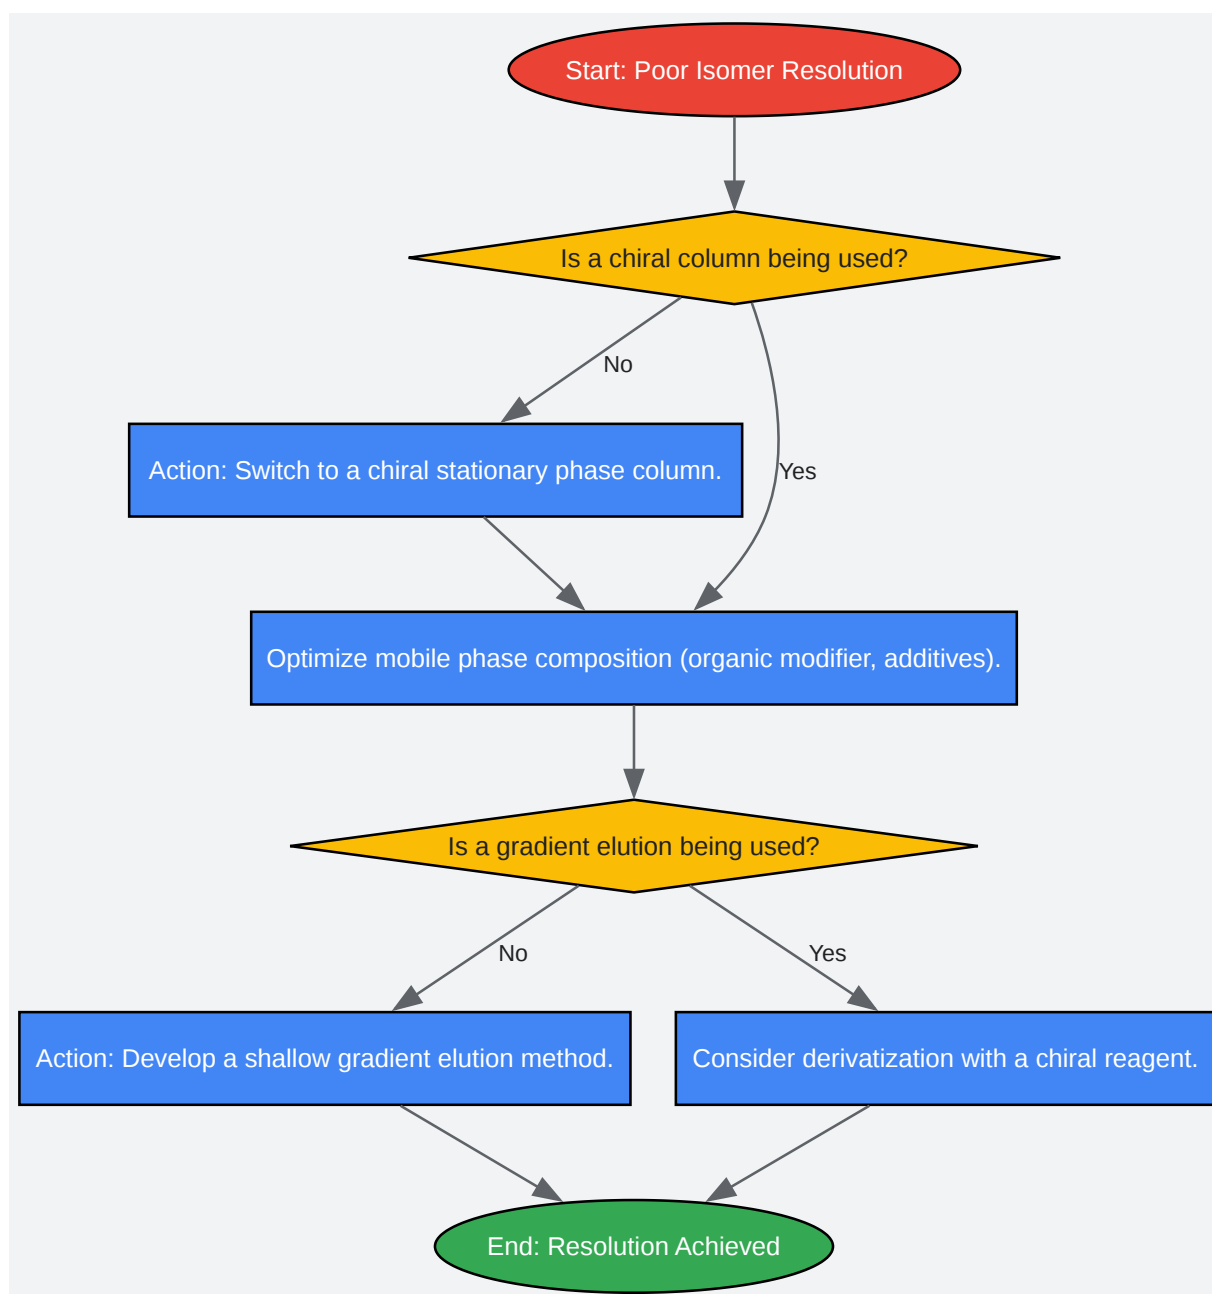 Start: Poor Isomer Resolution
Is a chiral column being used?
No
Action: Switch to a chiral stationary phase column.
Yes
Optimize mobile phase composition (organic modifier, additives).
Is a gradient elution being used?
No
Yes
Action: Develop a shallow gradient elution method.
Consider derivatization with a chiral reagent.
End: Resolution Achieved